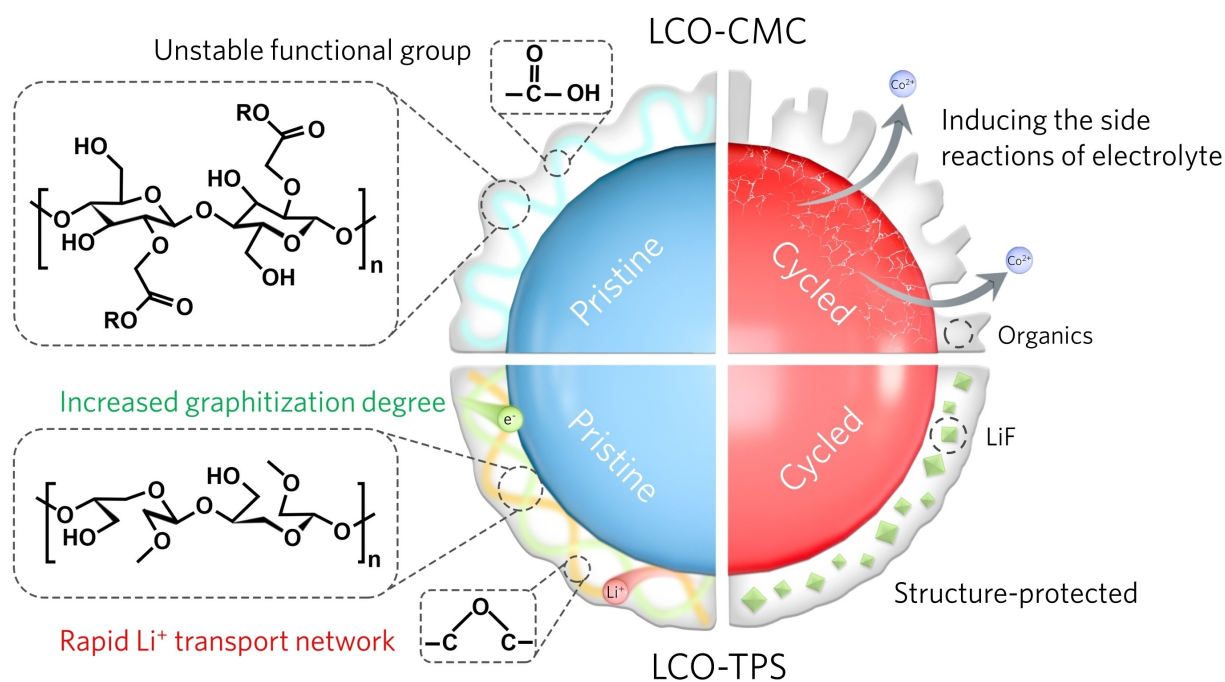 LCO-CMC
Unstable functional group
O
C
OH
RO
O
HO
HO
O
O
O
O
HO
O
O
O
OH
n
O
RO
Pristine
Cycled
Co²⁺
Co²⁺
Inducing the side
reactions of electrolyte
Organics
Increased graphitization degree
e⁻
Pristine
Cycled
LiF
HO
O
O
O
O
HO
O
O
O
n
Li⁺
O
C
C
Structure-protected
Rapid Li⁺ transport network
LCO-TPS